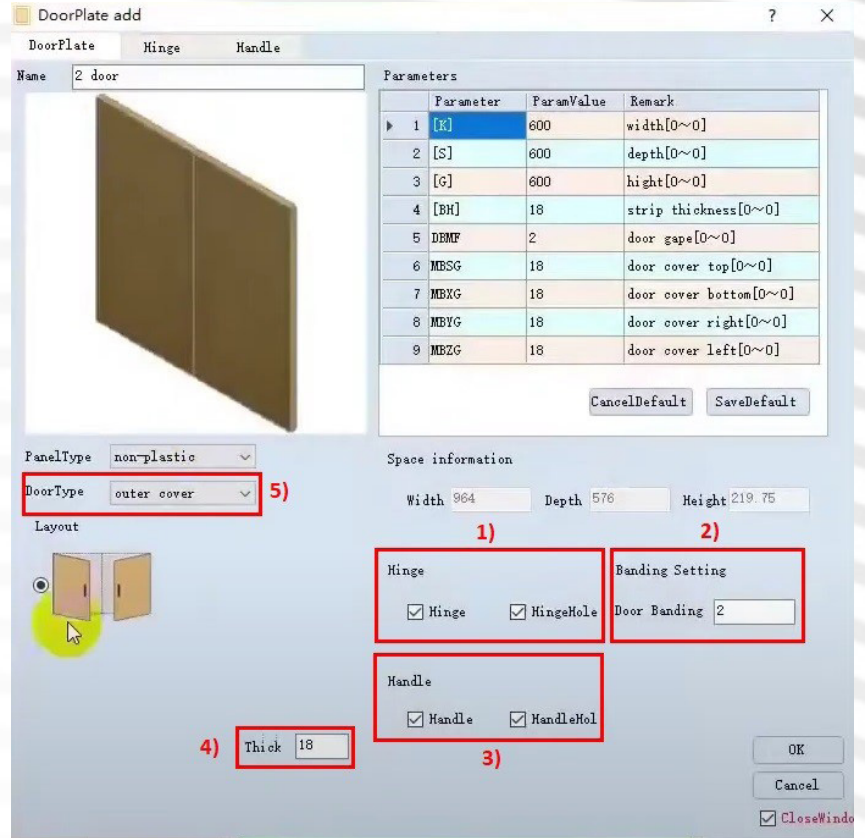 DoorPlate add
? ×
DoorPlate Hinge Handle
Name 2 door
Parameters
Parameter ParamValue Remark
1 [K] 600 width[0~0]
2 [S] 600 depth[0~0]
3 [G] 600 hight[0~0]
4 [BH] 18 strip thickness[0~0]
5 DBMF 2 door gape[0~0]
6 MBSG 18 door cover top[0~0]
7 MBXG 18 door cover bottom[0~0]
8 MBYG 18 door cover right[0~0]
9 MBZG 18 door cover left[0~0]
CancelDefault SaveDefault
PanelType non-plastic
DoorType outer cover 5)
Layout
Space information
Width 964 Depth 576 Height 219.75
1) 2)
Hinge
Hinge HingeHole
Banding Setting
Door Banding 2
Handle
Handle HandleHol
3)
4) Thick 18
OK
Cancel
CloseWindo